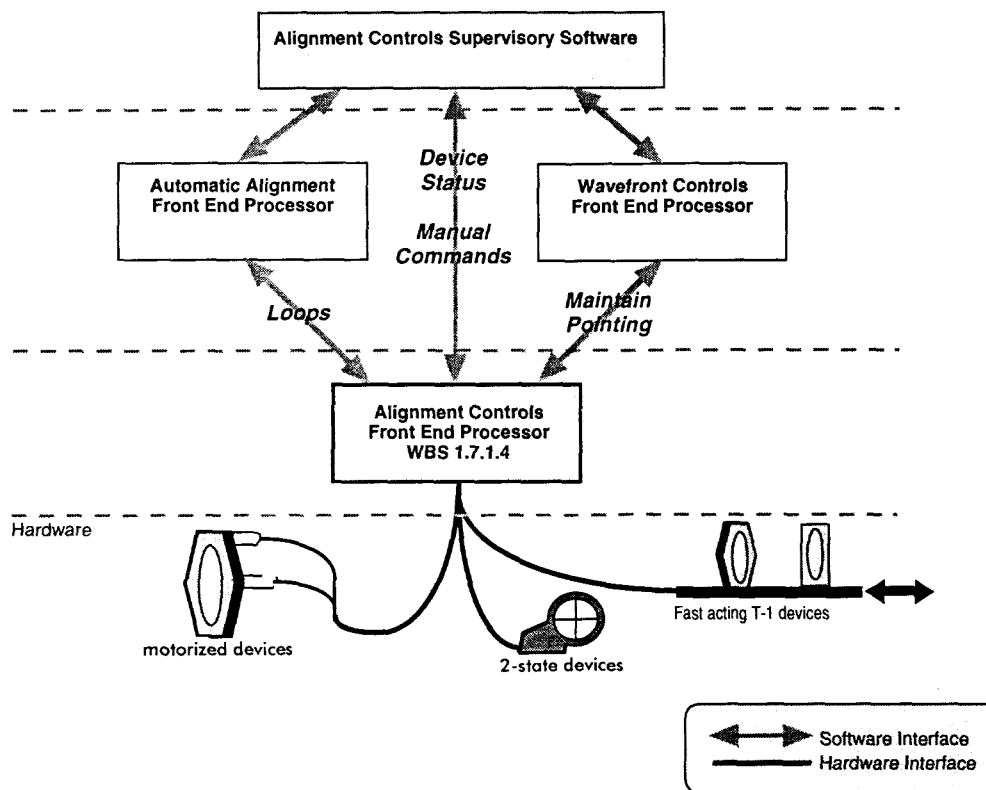 Alignment Controls Supervisory Software
Device
Status
Automatic Alignment
Front End Processor
Wavefront Controls
Front End Processor
Manual
Commands
Loops
Maintain
Pointing
Alignment Controls
Front End Processor
WBS 1.7.1.4
Hardware
motorized devices
2-state devices
Fast acting T-1 devices
Software Interface
Hardware Interface